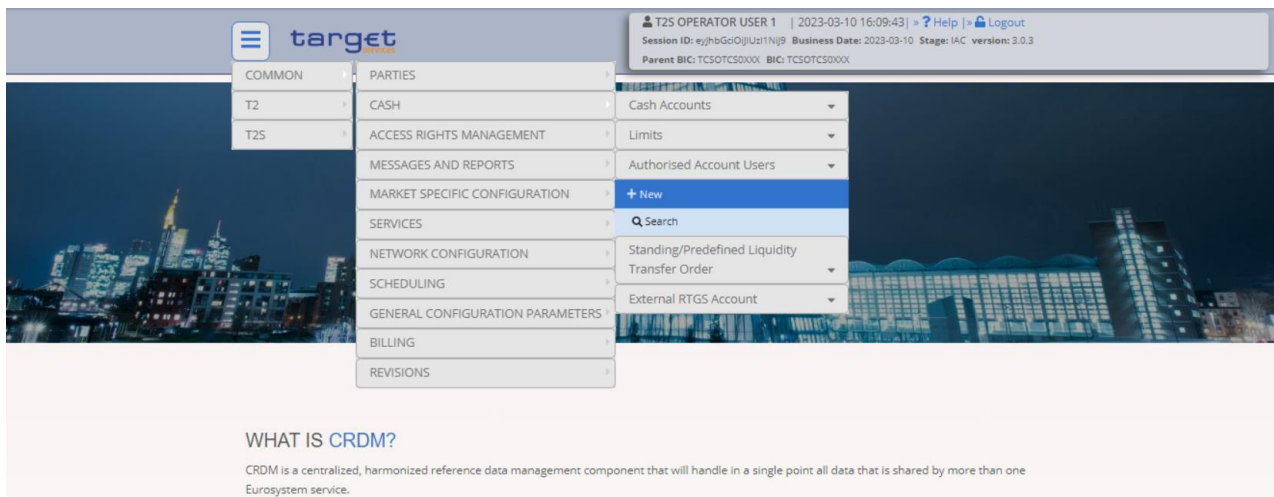 T2S OPERATOR USER 1 | 2023-03-10 16:09:43| » ? Help |» Logout
Session ID: eyJhbGciOiJIUzI1NiJ9 Business Date: 2023-03-10 Stage: IAC version: 3.0.3
Parent BIC: TCSOTCS0XXX BIC: TCSOTCS0XXX
target
services
COMMON
T2
T2S
PARTIES
CASH
ACCESS RIGHTS MANAGEMENT
MESSAGES AND REPORTS
MARKET SPECIFIC CONFIGURATION
SERVICES
NETWORK CONFIGURATION
SCHEDULING
GENERAL CONFIGURATION PARAMETERS
BILLING
REVISIONS
Cash Accounts
Limits
Authorised Account Users
+ New
Search
Standing/Predefined Liquidity
Transfer Order
External RTGS Account
WHAT IS CRDM?
CRDM is a centralized, harmonized reference data management component that will handle in a single point all data that is shared by more than one
Eurosystem service.